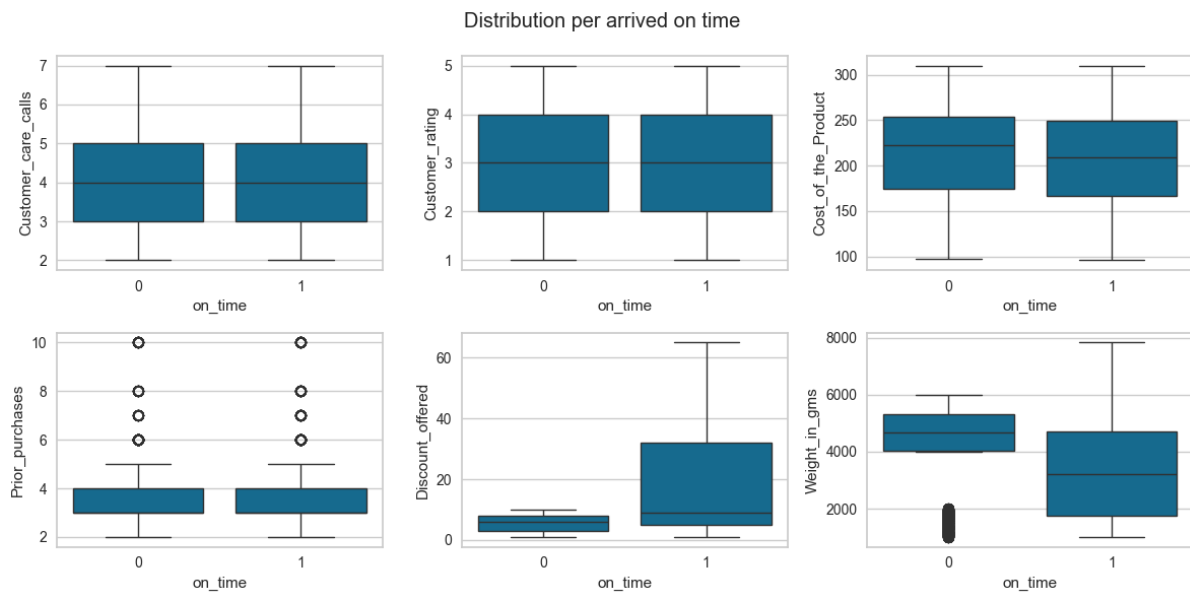 Distribution per arrived on time
Customer_care_calls
7
6
5
4
3
2
0 1
on_time
Customer_rating
5
4
3
2
1
0 1
on_time
Cost_of_the_Product
300
250
200
150
100
0 1
on_time
Prior_purchases
10
8
6
4
2
0 1
on_time
Discount_offered
60
40
20
0
0 1
on_time
Weight_in_gms
8000
6000
4000
2000
0 1
on_time